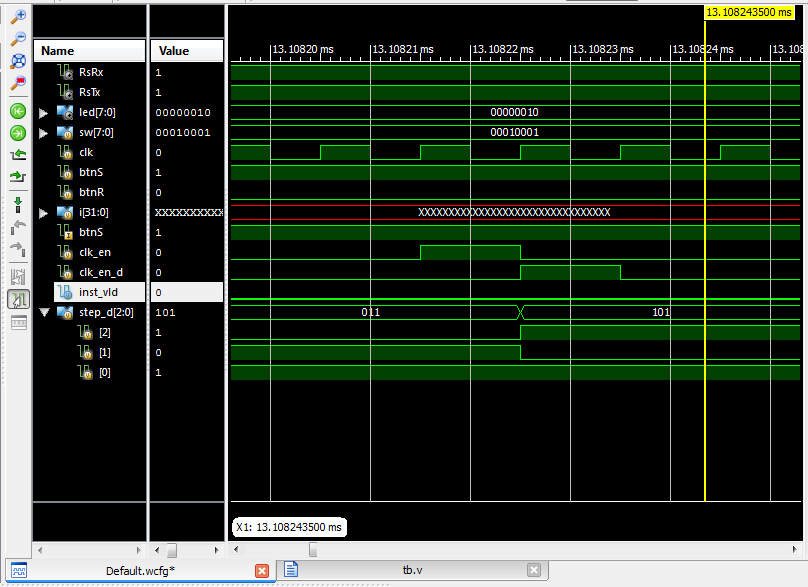 13.108243500 ms
Name Value
13.10820 ms 13.10821 ms 13.10822 ms 13.10823 ms 13.10824 ms 13.108
RsRx 1
RsTx 1
led[7:0] 00000010 00000010
sw[7:0] 00010001 00010001
clk 0
btnS 1
btnR 0
i[31:0] XXXXXXXXXX XXXXXXXXXXXXXXXXXXXXXXXXXXXXXXXX
btnS 1
clk_en 0
clk_en_d 0
inst_vld 0
step_d[2:0] 101 011 101
[2] 1
[1] 0
[0] 1
X1: 13.108243500 ms
Default.wcfg* tb.v